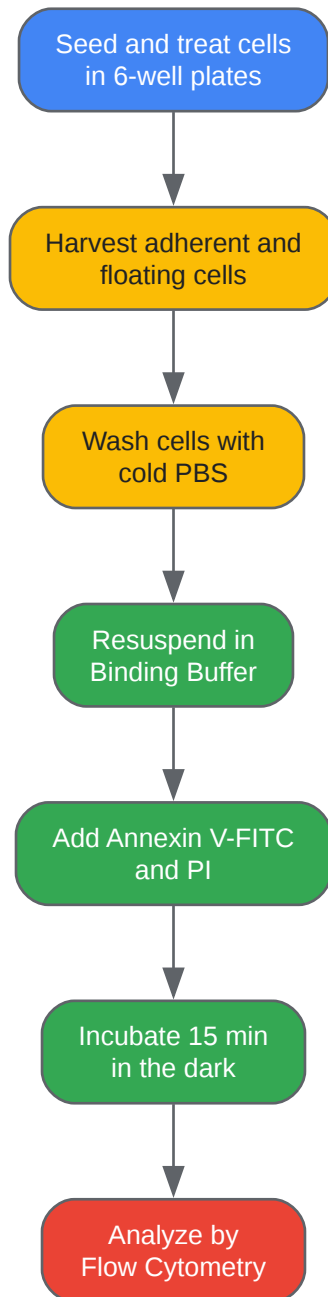 Seed and treat cells
in 6-well plates
Harvest adherent and
floating cells
Wash cells with
cold PBS
Resuspend in
Binding Buffer
Add Annexin V-FITC
and PI
Incubate 15 min
in the dark
Analyze by
Flow Cytometry